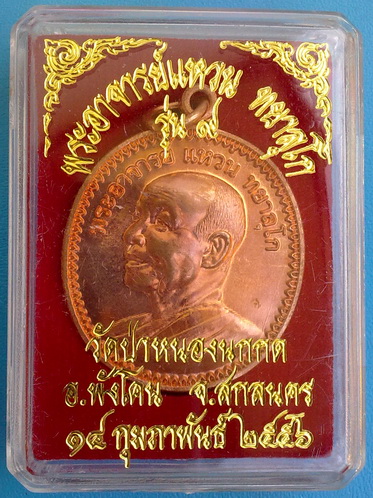 พระอาจารย์แหวน ทยาลุโก
รุ่น ๙
พระอาจารย์ แหวน ทยาลุโก
วัดป่าหนองนกกด
อ.พังโคน จ.สกลนคร
๑๔ กุมภาพันธ์ ๒๕๕๖